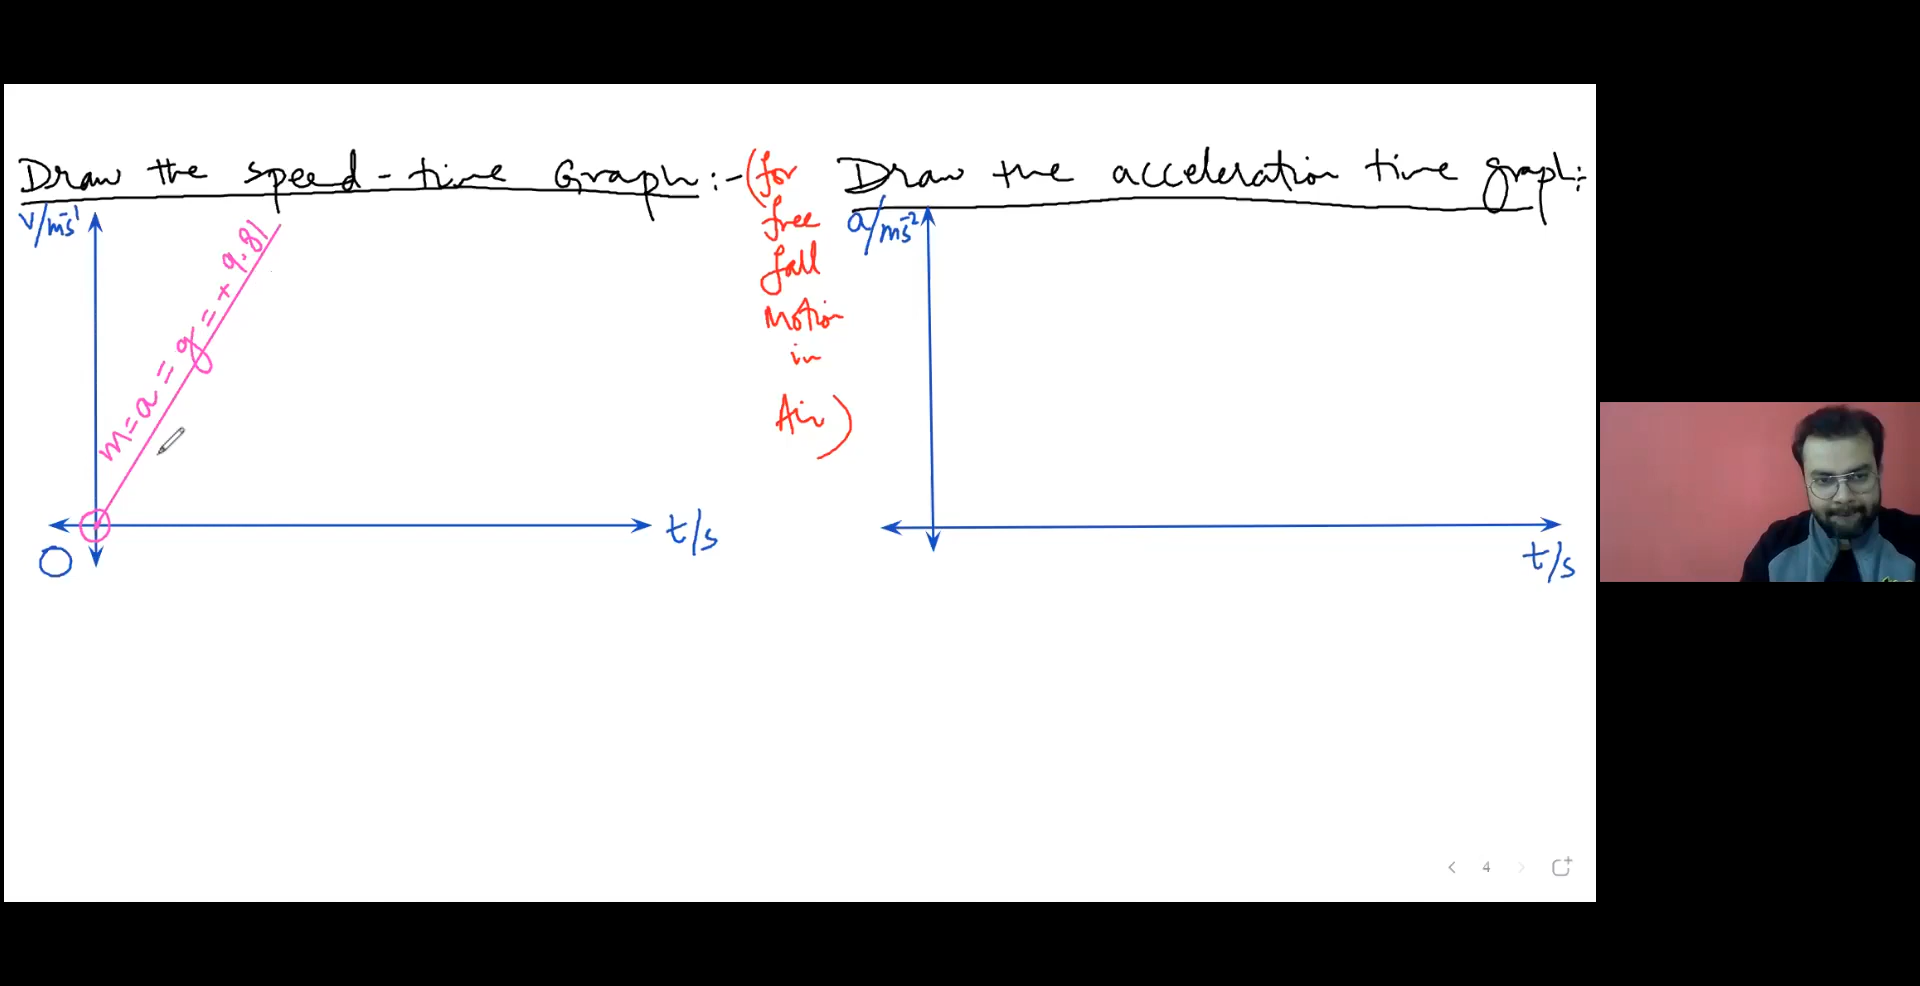 Draw the speed-time Graph:-
(for
free
fall
Motion
in
Air)
v/ms⁻¹
m=a=g=+9.81
O
t/s
Draw the acceleration time graph:
a/ms⁻²
t/s
4